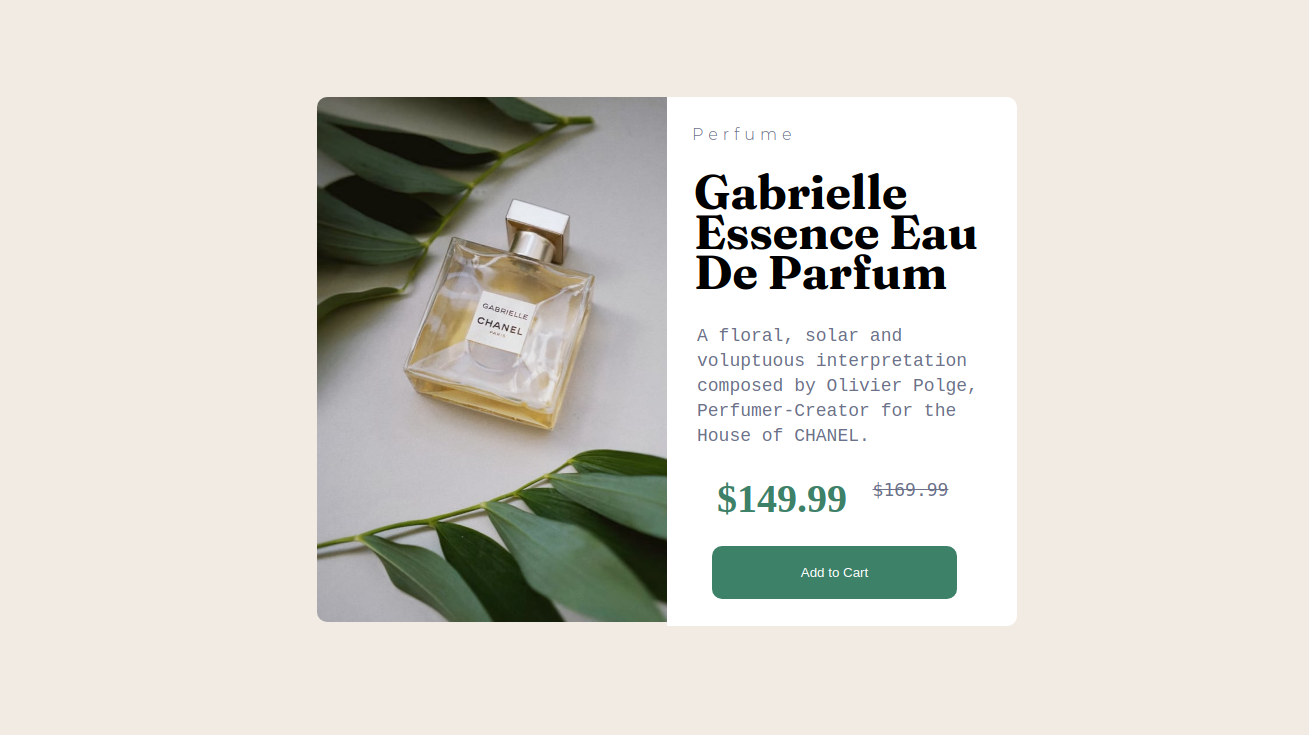 GABRIELLE
CHANEL
PARIS
Perfume
Gabrielle
Essence Eau
De Parfum
A floral, solar and
voluptuous interpretation
composed by Olivier Polge,
Perfumer-Creator for the
House of CHANEL.
$149.99 $169.99
Add to Cart